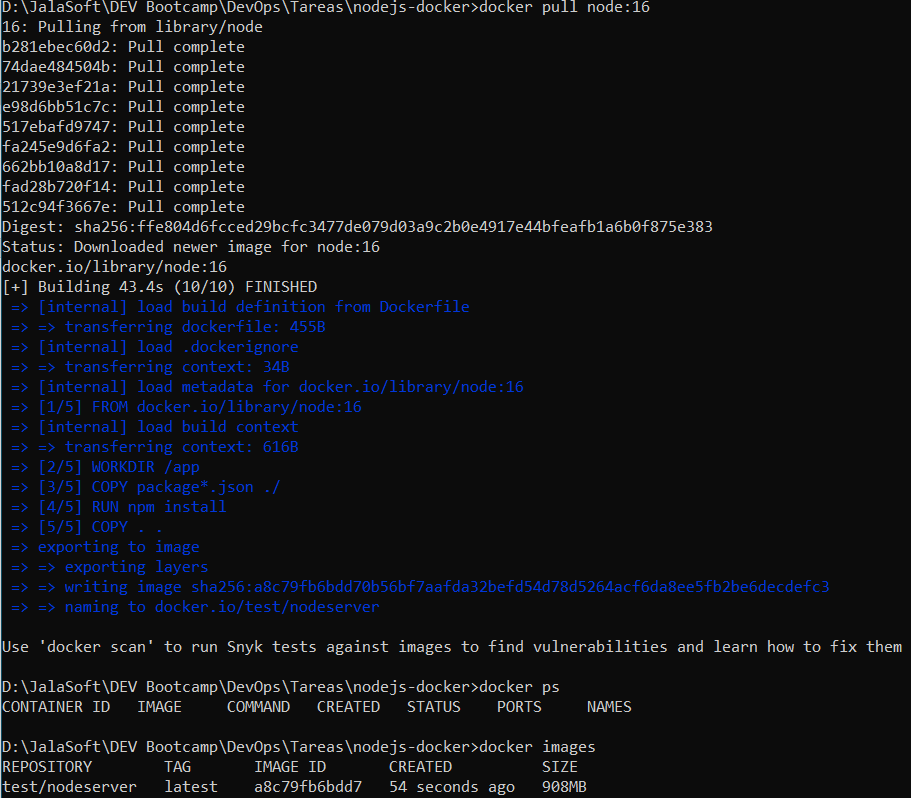 D:\JalaSoft\DEV Bootcamp\DevOps\Tareas\nodejs-docker>docker pull node:16
16: Pulling from library/node
b281ebec60d2: Pull complete
74dae484504b: Pull complete
21739e3ef21a: Pull complete
e98d6bb51c7c: Pull complete
517ebafd9747: Pull complete
fa245e9d6fa2: Pull complete
662bb10a8d17: Pull complete
fad28b720f14: Pull complete
512c94f3667e: Pull complete
Digest: sha256:ffe804d6fcced29bcfc3477de079d03a9c2b0e4917e44bfeafb1a6b0f875e383
Status: Downloaded newer image for node:16
docker.io/library/node:16
[+] Building 43.4s (10/10) FINISHED
=> [internal] load build definition from Dockerfile
=> => transferring dockerfile: 455B
=> [internal] load .dockerignore
=> => transferring context: 34B
=> [internal] load metadata for docker.io/library/node:16
=> [1/5] FROM docker.io/library/node:16
=> [internal] load build context
=> => transferring context: 616B
=> [2/5] WORKDIR /app
=> [3/5] COPY package*.json ./
=> [4/5] RUN npm install
=> [5/5] COPY . .
=> exporting to image
=> => exporting layers
=> => writing image sha256:a8c79fb6bdd70b56bf7aafda32befd54d78d5264acf6da8ee5fb2be6decdefc3
=> => naming to docker.io/test/nodeserver
Use 'docker scan' to run Snyk tests against images to find vulnerabilities and learn how to fix them
D:\JalaSoft\DEV Bootcamp\DevOps\Tareas\nodejs-docker>docker ps
CONTAINER ID   IMAGE     COMMAND   CREATED   STATUS    PORTS     NAMES
D:\JalaSoft\DEV Bootcamp\DevOps\Tareas\nodejs-docker>docker images
REPOSITORY        TAG       IMAGE ID       CREATED          SIZE
test/nodeserver   latest    a8c79fb6bdd7   54 seconds ago   908MB